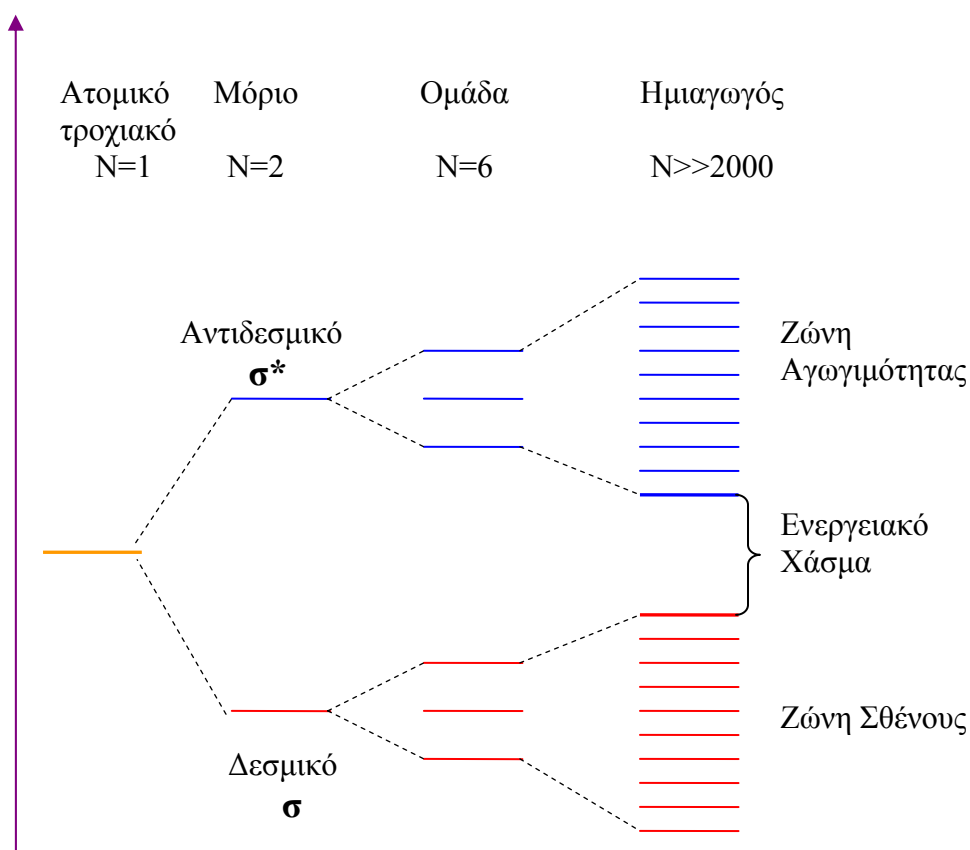 Ατομικό τροχιακό
Ν=1
Μόριο
Ν=2
Ομάδα
Ν=6
Ημιαγωγός
Ν>>2000
Αντιδεσμικό
σ*
Ζώνη
Αγωγιμότητας
Ενεργειακό
Χάσμα
Ζώνη Σθένους
Δεσμικό
σ